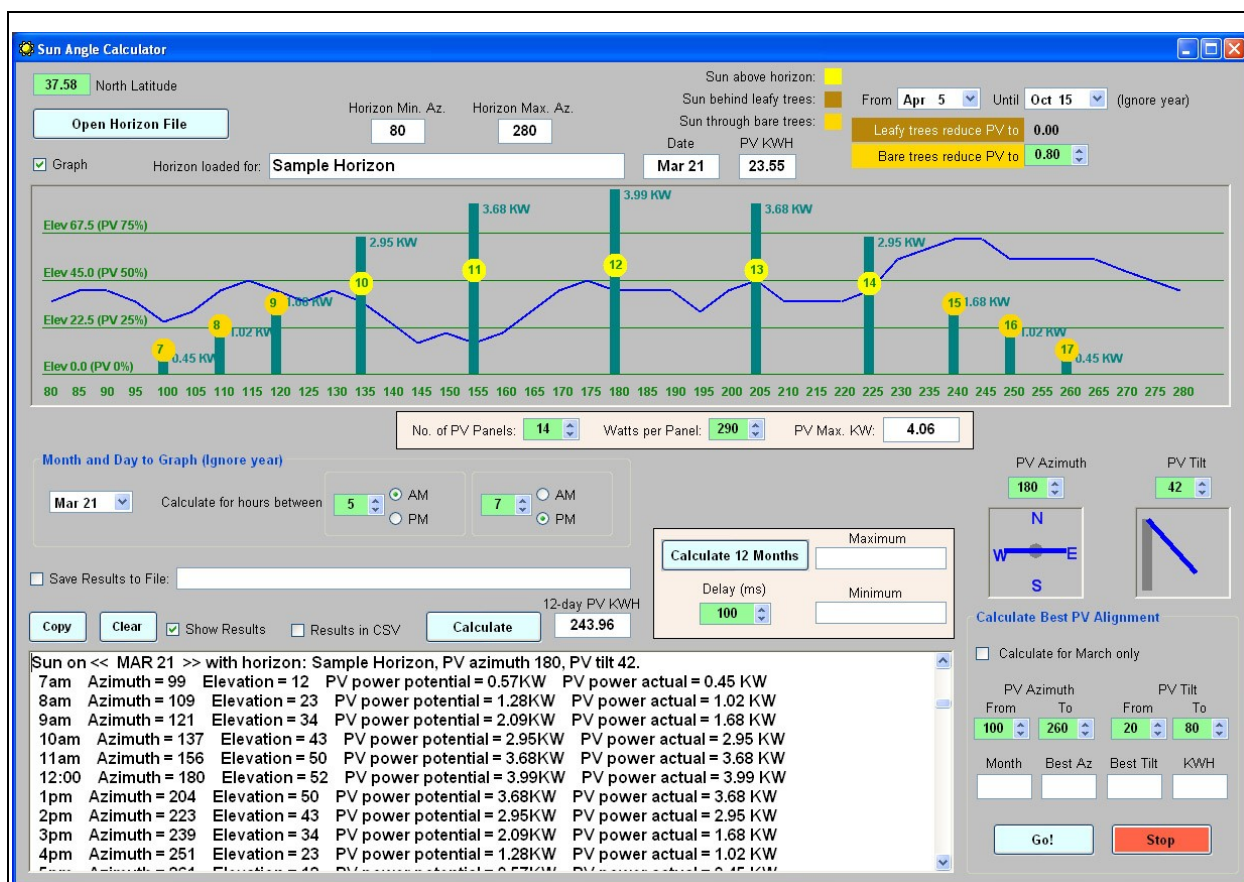 Sun Angle Calculator
37.58 North Latitude
Open Horizon File
Horizon Min. Az. Horizon Max. Az.
80 280
Sun above horizon:
Sun behind leafy trees:
Sun through bare trees:
From Apr 5 Until Oct 15 (Ignore year)
Leafy trees reduce PV to 0.00
Bare trees reduce PV to 0.80
Date PV KWH
Mar 21 23.55
Graph Horizon loaded for: Sample Horizon
3.99 KW
3.68 KW 3.68 KW
Elev 67.5 (PV 75%)
2.95 KW 2.95 KW
Elev 45.0 (PV 50%)
10 11 12 13 14
9 1.68 KW 15 1.68 KW
Elev 22.5 (PV 25%)
8 1.02 KW 16 1.02 KW
7 0.45 KW 17 0.45 KW
Elev 0.0 (PV 0%)
80 85 90 95 100 105 110 115 120 125 130 135 140 145 150 155 160 165 170 175 180 185 190 195 200 205 210 215 220 225 230 235 240 245 250 255 260 265 270 275 280
No. of PV Panels: 14 Watts per Panel: 290 PV Max. KW: 4.06
Month and Day to Graph (Ignore year)
Mar 21 Calculate for hours between 5 AM PM 7 AM PM
PV Azimuth PV Tilt
180 42
N
W E
S
Calculate 12 Months
Maximum
Delay (ms)
100
Minimum
Save Results to File:
12-day PV KWH
Copy Clear Show Results Results in CSV Calculate 243.96
Sun on << MAR 21 >> with horizon: Sample Horizon, PV azimuth 180, PV tilt 42.
7am Azimuth = 99 Elevation = 12 PV power potential = 0.57KW PV power actual = 0.45 KW
8am Azimuth = 109 Elevation = 23 PV power potential = 1.28KW PV power actual = 1.02 KW
9am Azimuth = 121 Elevation = 34 PV power potential = 2.09KW PV power actual = 1.68 KW
10am Azimuth = 137 Elevation = 43 PV power potential = 2.95KW PV power actual = 2.95 KW
11am Azimuth = 156 Elevation = 50 PV power potential = 3.68KW PV power actual = 3.68 KW
12:00 Azimuth = 180 Elevation = 52 PV power potential = 3.99KW PV power actual = 3.99 KW
1pm Azimuth = 204 Elevation = 50 PV power potential = 3.68KW PV power actual = 3.68 KW
2pm Azimuth = 223 Elevation = 43 PV power potential = 2.95KW PV power actual = 2.95 KW
3pm Azimuth = 239 Elevation = 34 PV power potential = 2.09KW PV power actual = 1.68 KW
4pm Azimuth = 251 Elevation = 23 PV power potential = 1.28KW PV power actual = 1.02 KW
Calculate Best PV Alignment
Calculate for March only
PV Azimuth PV Tilt
From To From To
100 260 20 80
Month Best Az Best Tilt KWH
Go! Stop